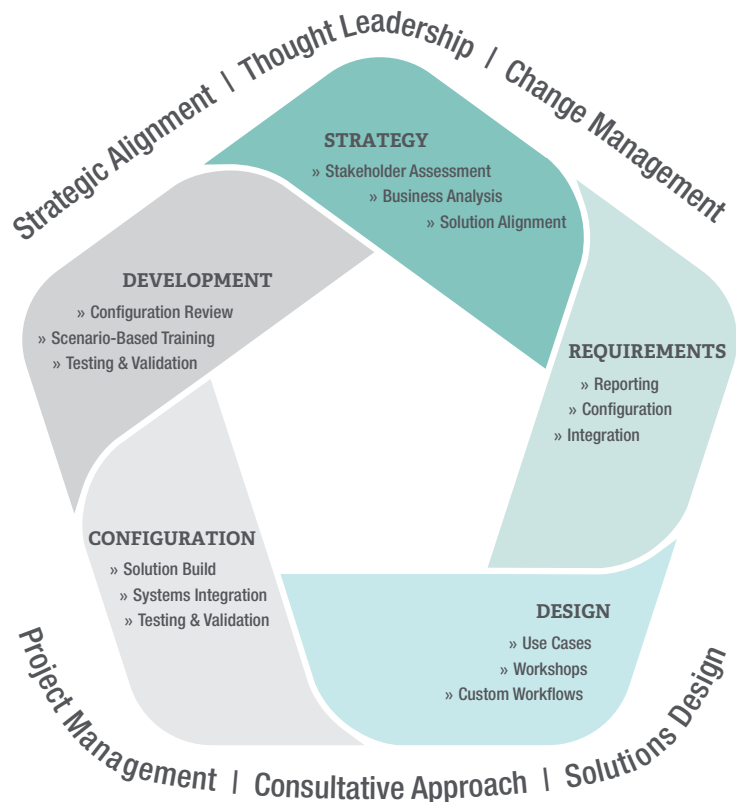 Strategic Alignment | Thought Leadership | Change Management
STRATEGY
» Stakeholder Assessment
» Business Analysis
» Solution Alignment
REQUIREMENTS
» Reporting
» Configuration
» Integration
DESIGN
» Use Cases
» Workshops
» Custom Workflows
CONFIGURATION
» Solution Build
» Systems Integration
» Testing & Validation
DEVELOPMENT
» Configuration Review
» Scenario-Based Training
» Testing & Validation
Project Management | Consultative Approach | Solutions Design